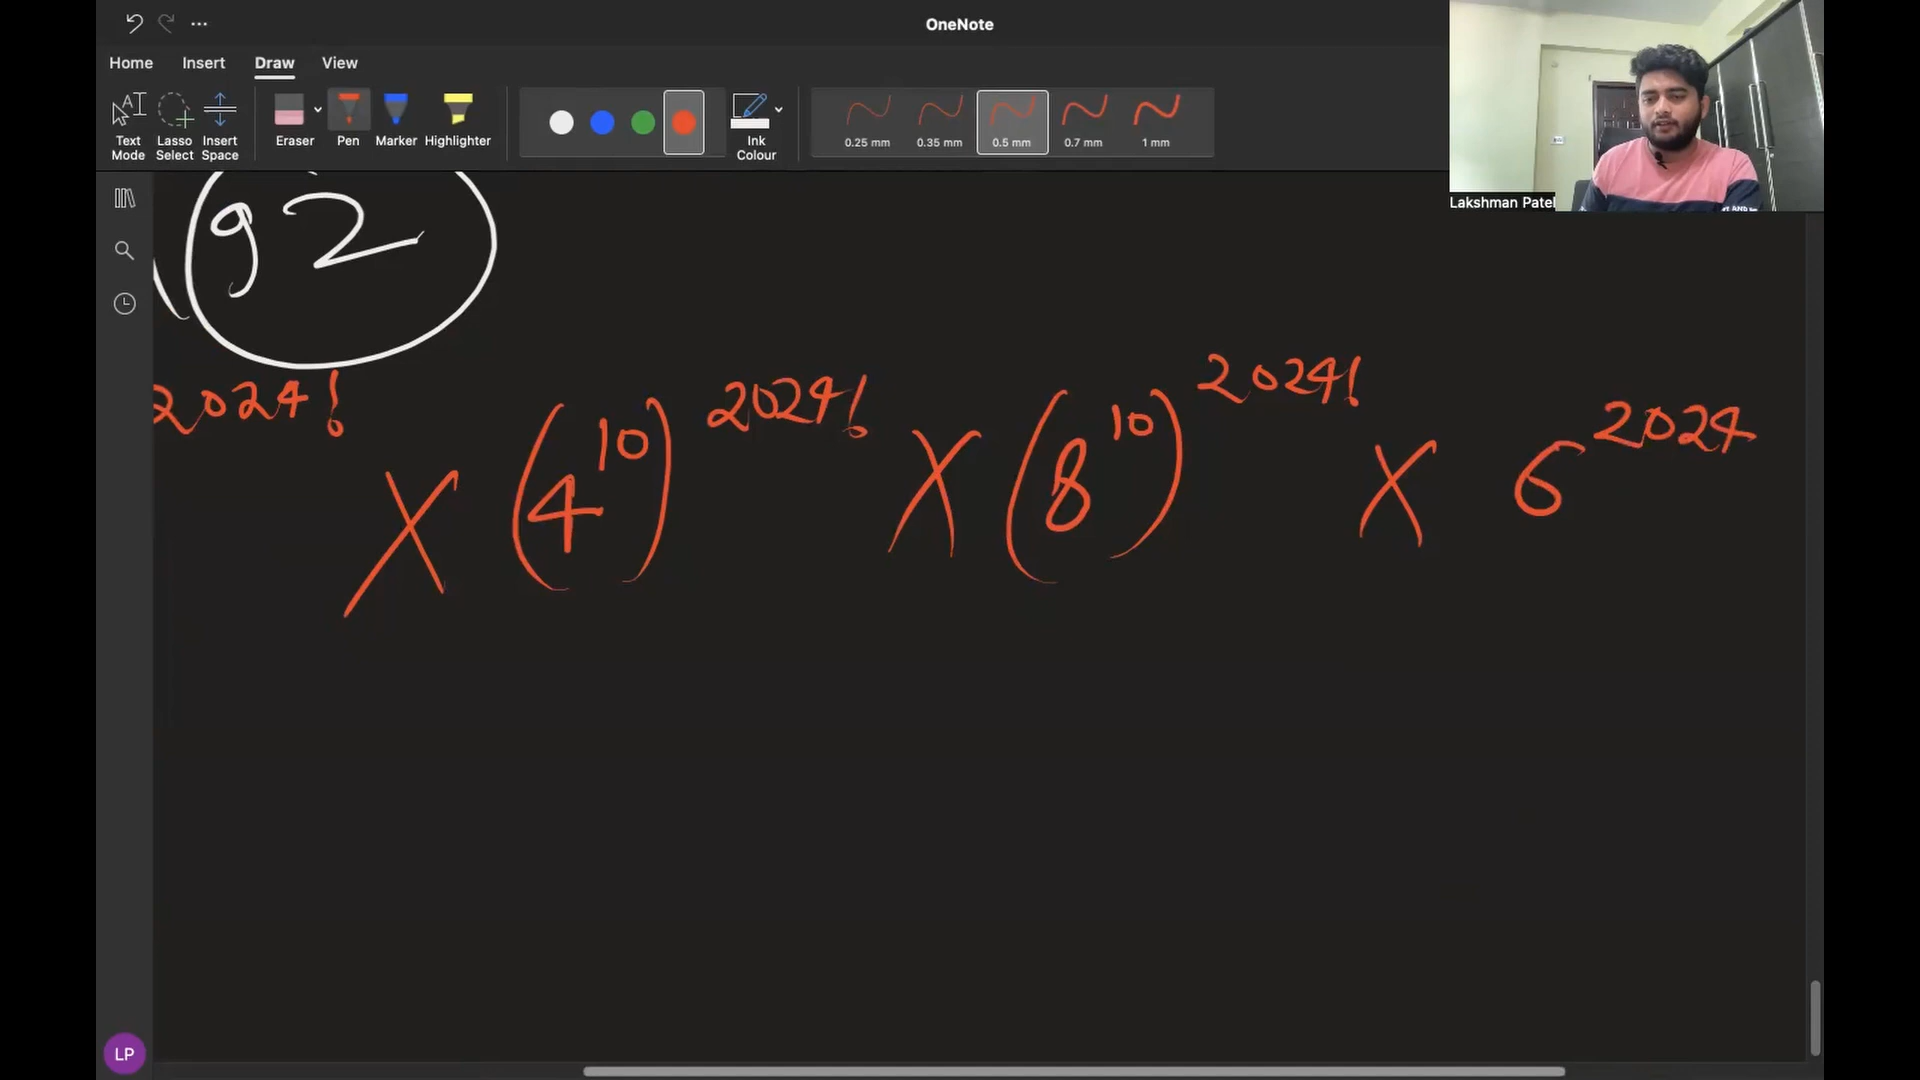 OneNote
Home Insert Draw View
Text Mode Lasso Select Insert Space Eraser Pen Marker Highlighter Ink Colour 0.25 mm 0.35 mm 0.5 mm 0.7 mm 1 mm
Lakshman Patel
92
2024! X (4^10)^2024! X (8^10)^2024! X 6^2024
LP